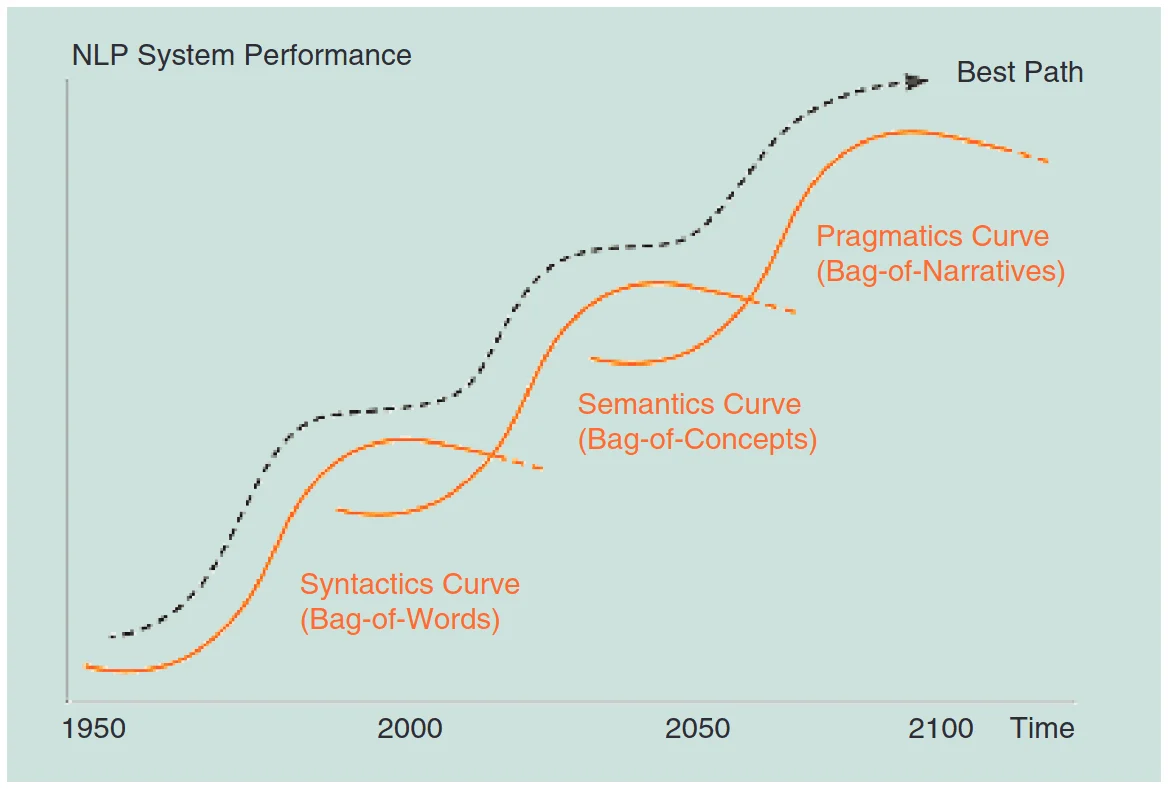 NLP System Performance
Best Path
Pragmatics Curve
(Bag-of-Narratives)
Semantics Curve
(Bag-of-Concepts)
Syntactics Curve
(Bag-of-Words)
1950 2000 2050 2100 Time